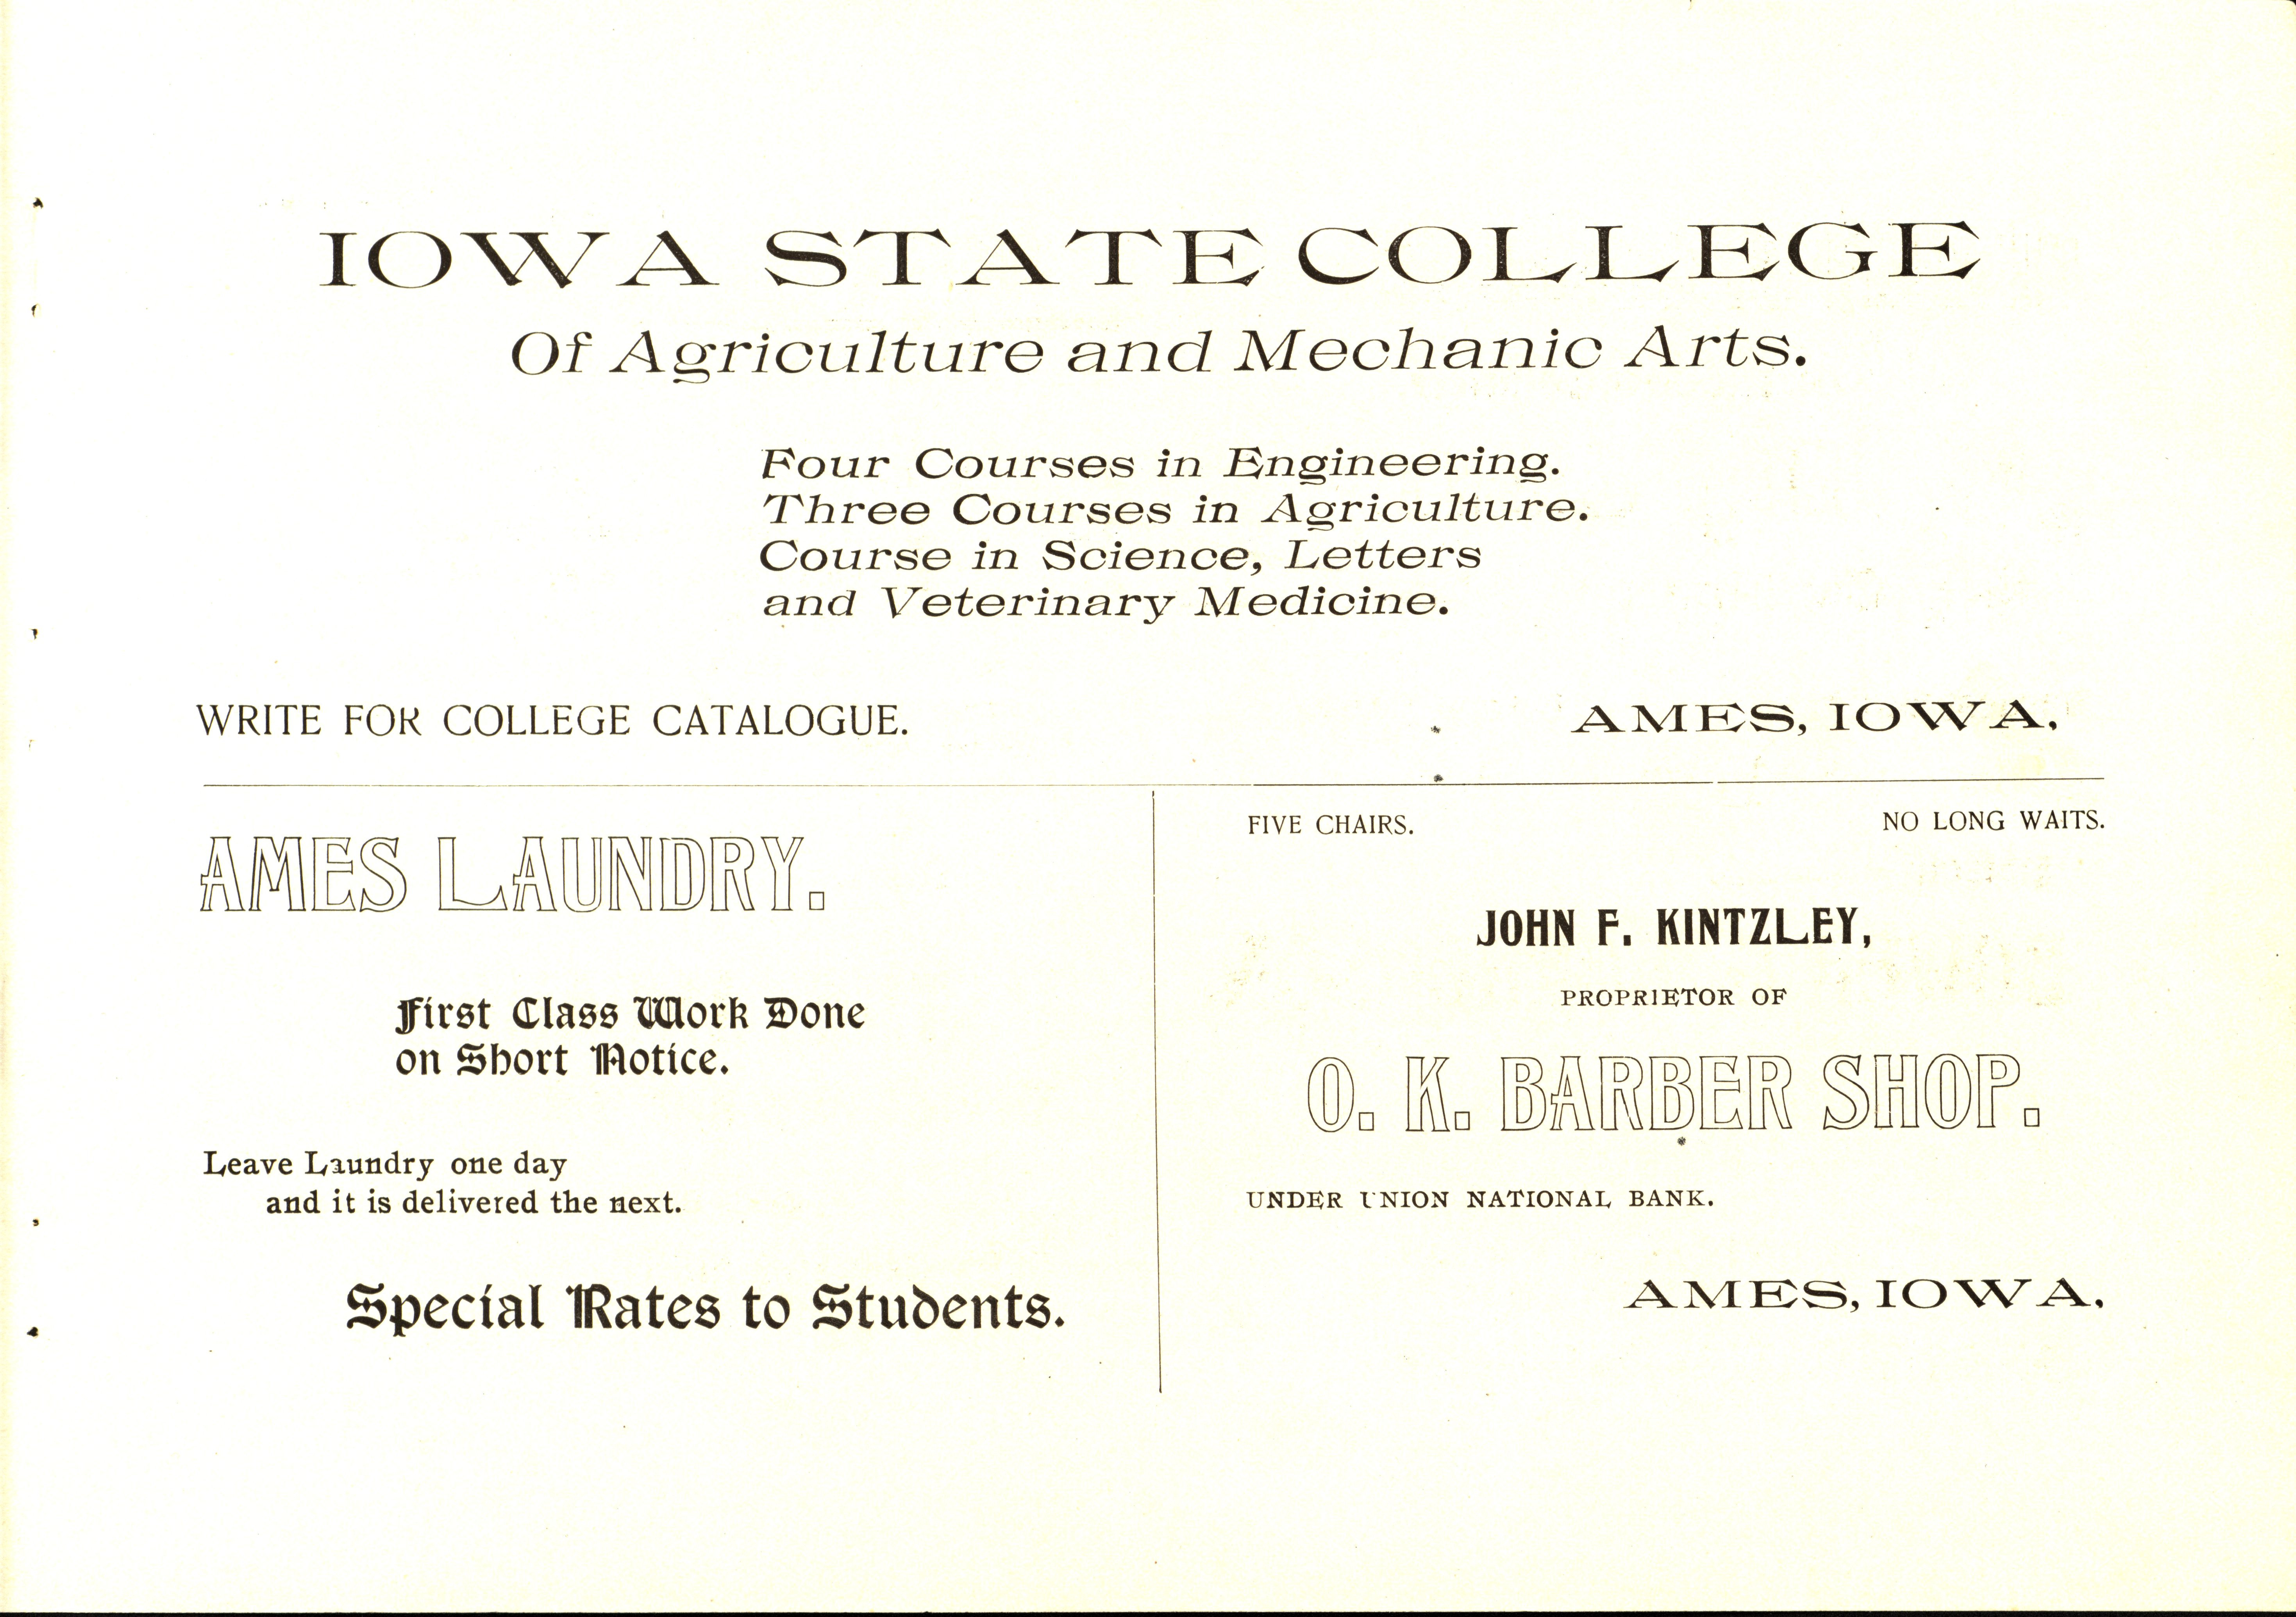 IOWA STATE COLLEGE
Of Agriculture and Mechanic Arts.
Four Courses in Engineering.
Three Courses in Agriculture.
Course in Science, Letters
and Veterinary Medicine.
WRITE FOR COLLEGE CATALOGUE.
AMES, IOWA.
AMES LAUNDRY.
First Class Work Done
on Short Notice.
Leave Laundry one day
and it is delivered the next.
Special Rates to Students.
FIVE CHAIRS.
NO LONG WAITS.
JOHN F. KINTZLEY,
PROPRIETOR OF
O. K. BARBER SHOP.
UNDER UNION NATIONAL BANK.
AMES, IOWA.